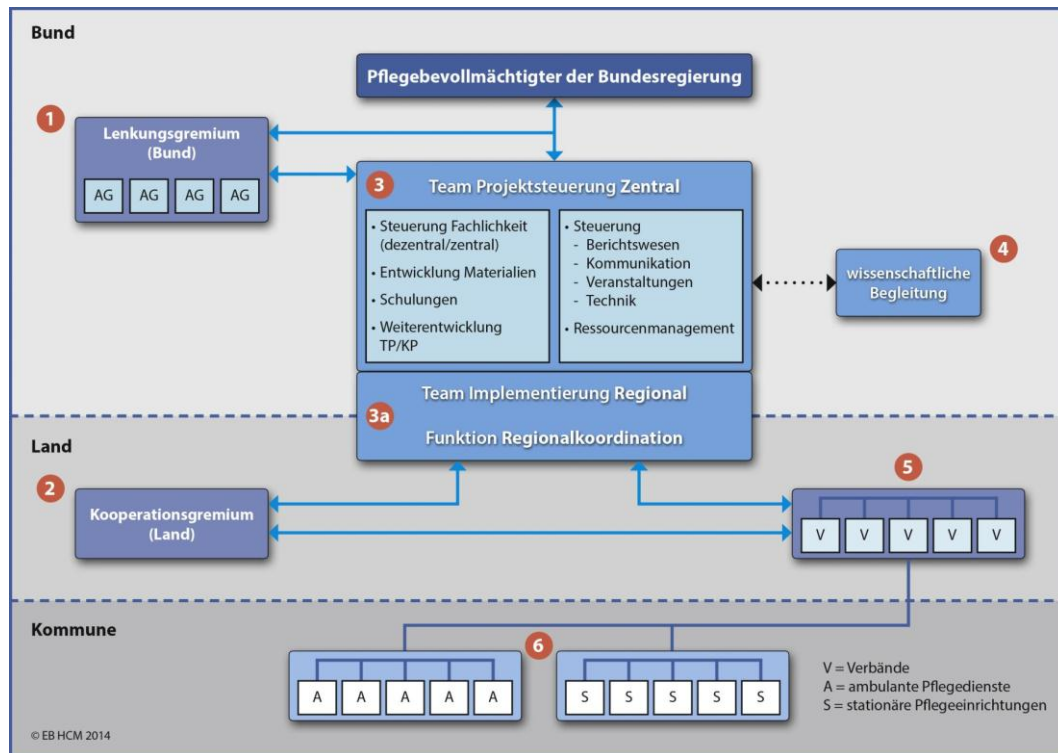 Bund
Pflegebevollmächtigter der Bundesregierung
1
Lenkungsgremium
(Bund)
AG AG AG AG
3 Team Projektsteuerung Zentral
• Steuerung Fachlichkeit
(dezentral/zentral)
• Entwicklung Materialien
• Schulungen
• Weiterentwicklung
TP/KP
• Steuerung
- Berichtswesen
- Kommunikation
- Veranstaltungen
- Technik
• Ressourcenmanagement
4
wissenschaftliche
Begleitung
Team Implementierung Regional
3a
Funktion Regionalkoordination
Land
2
Kooperationsgremium
(Land)
5
V V V V V
Kommune
6
A A A A A
S S S S S
V = Verbände
A = ambulante Pflegedienste
S = stationäre Pflegeeinrichtungen
© EB HCM 2014